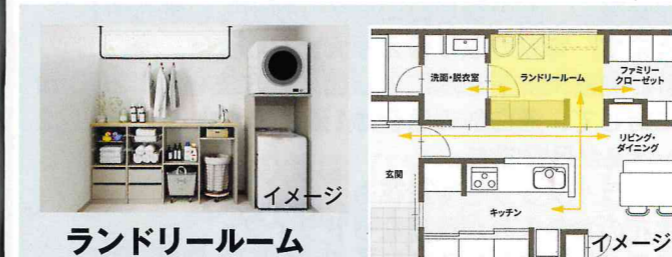 イメージ
ランドリールーム
洗面・脱衣室
ランドリールーム
ファミリー
クローゼット
リビング・
ダイニング
玄関
キッチン
イメージ